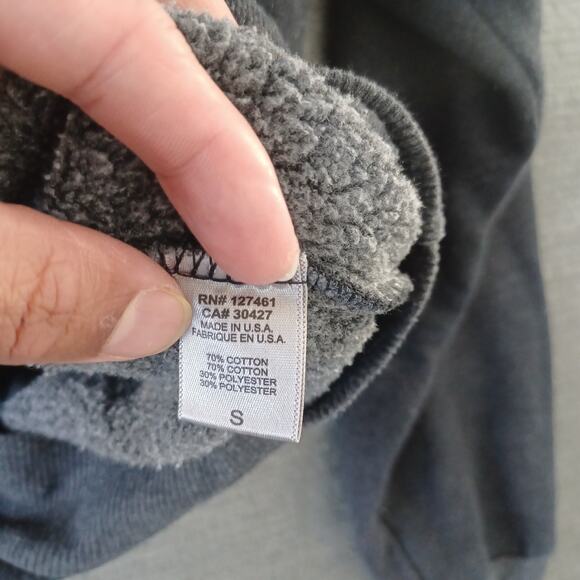 RN# 127461
CA# 30427
MADE IN U.S.A.
FABRIQUE EN U.S.A.
70% COTTON
70% COTTON
30% POLYESTER
30% POLYESTER
S